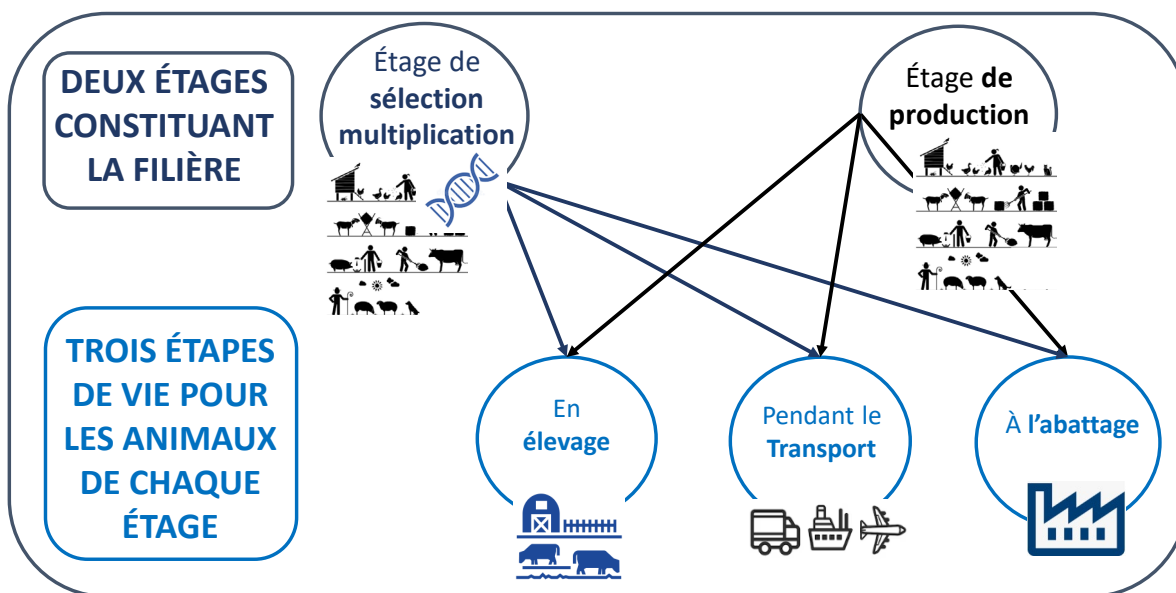 DEUX ÉTAGES
CONSTITUANT
LA FILIÈRE
Étage de
sélection
multiplication
Étage de
production
TROIS ÉTAPES
DE VIE POUR
LES ANIMAUX
DE CHAQUE
ÉTAGE
En
élevage
Pendant le
Transport
À l'abattage